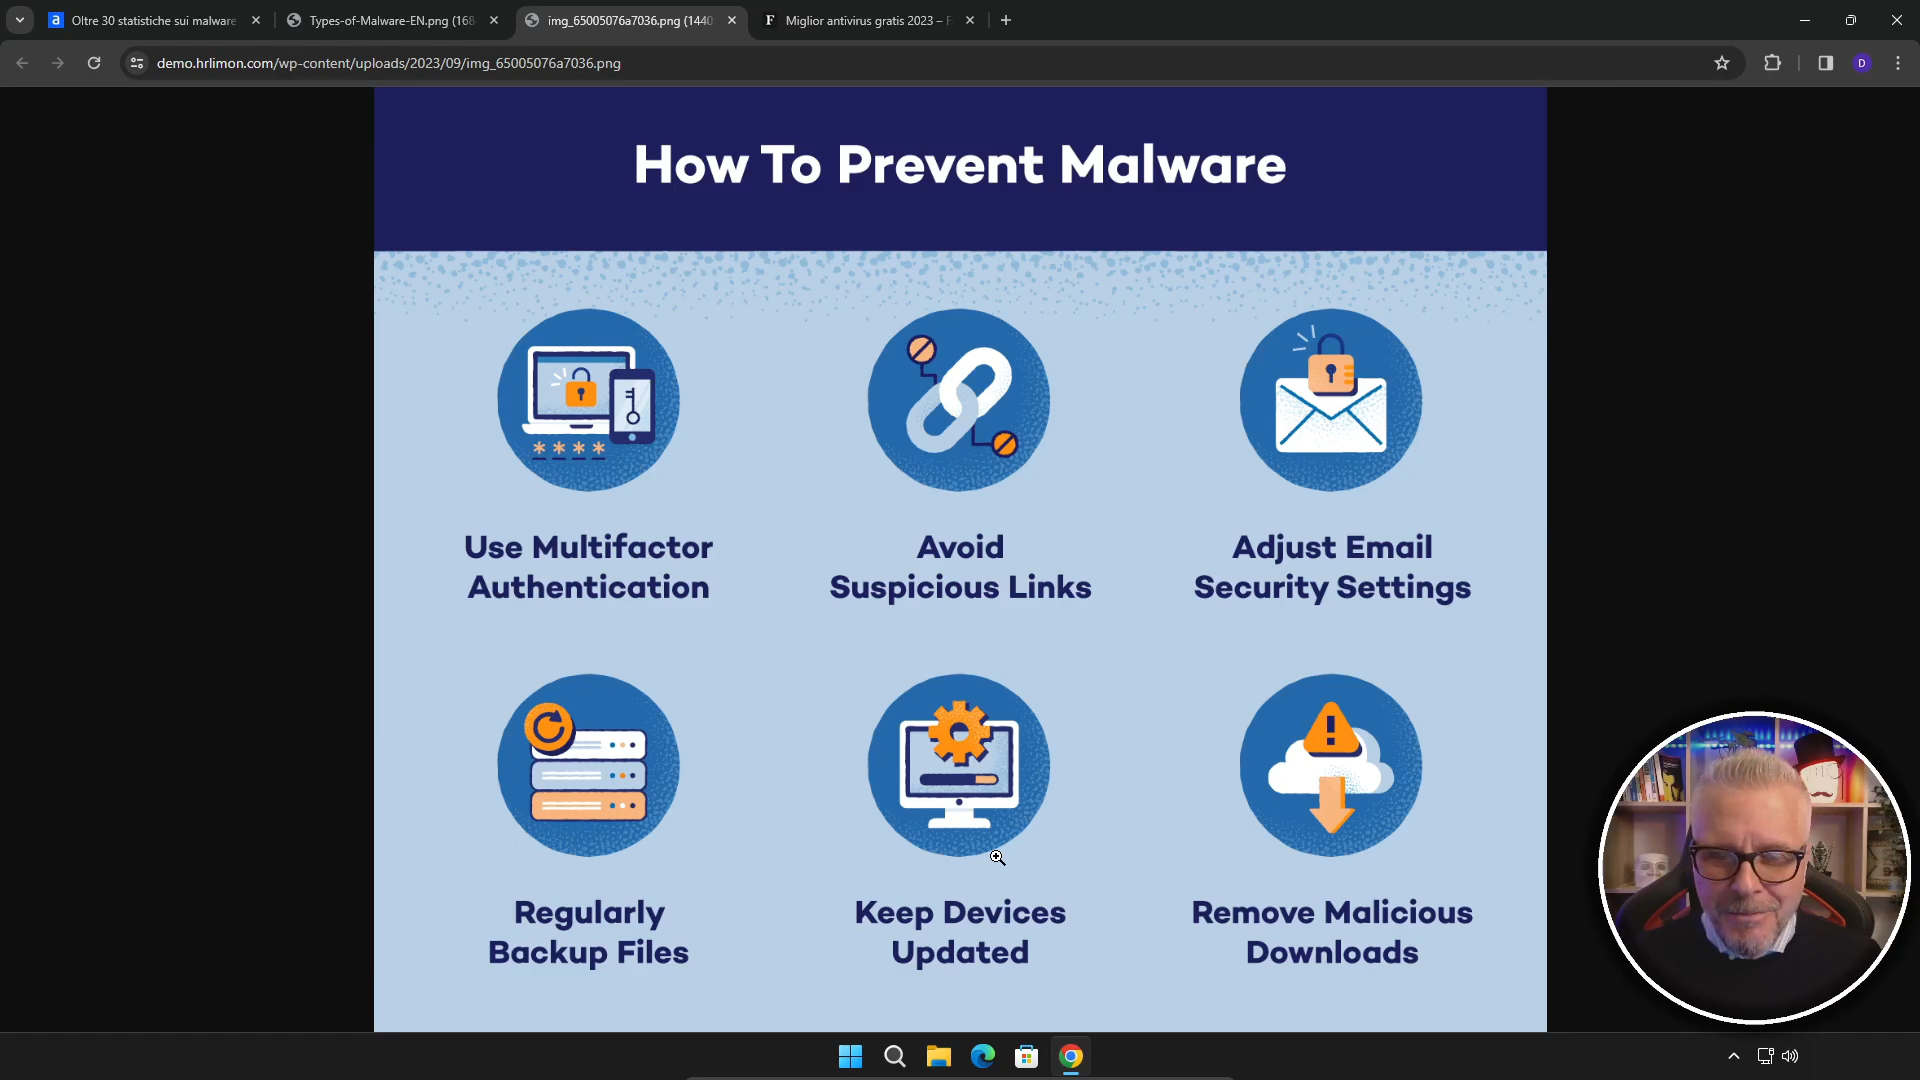 Oltre 30 statistiche sui malware
Types-of-Malware-EN.png (168
img_65005076a7036.png (1440
F
Miglior antivirus gratis 2023 – F
demo.hrlimon.com/wp-content/uploads/2023/09/img_65005076a7036.png
D
How To Prevent Malware
Use Multifactor
Authentication
Avoid
Suspicious Links
Adjust Email
Security Settings
Regularly
Backup Files
Keep Devices
Updated
Remove Malicious
Downloads